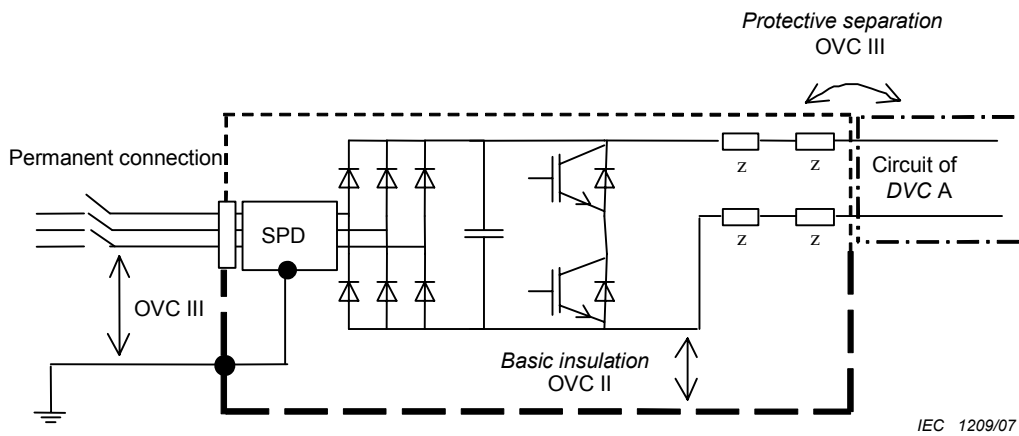 Protective separation
OVC III
Permanent connection
Circuit of
DVC A
z
z
SPD
z
z
OVC III
Basic insulation
OVC II
IEC 1209/07